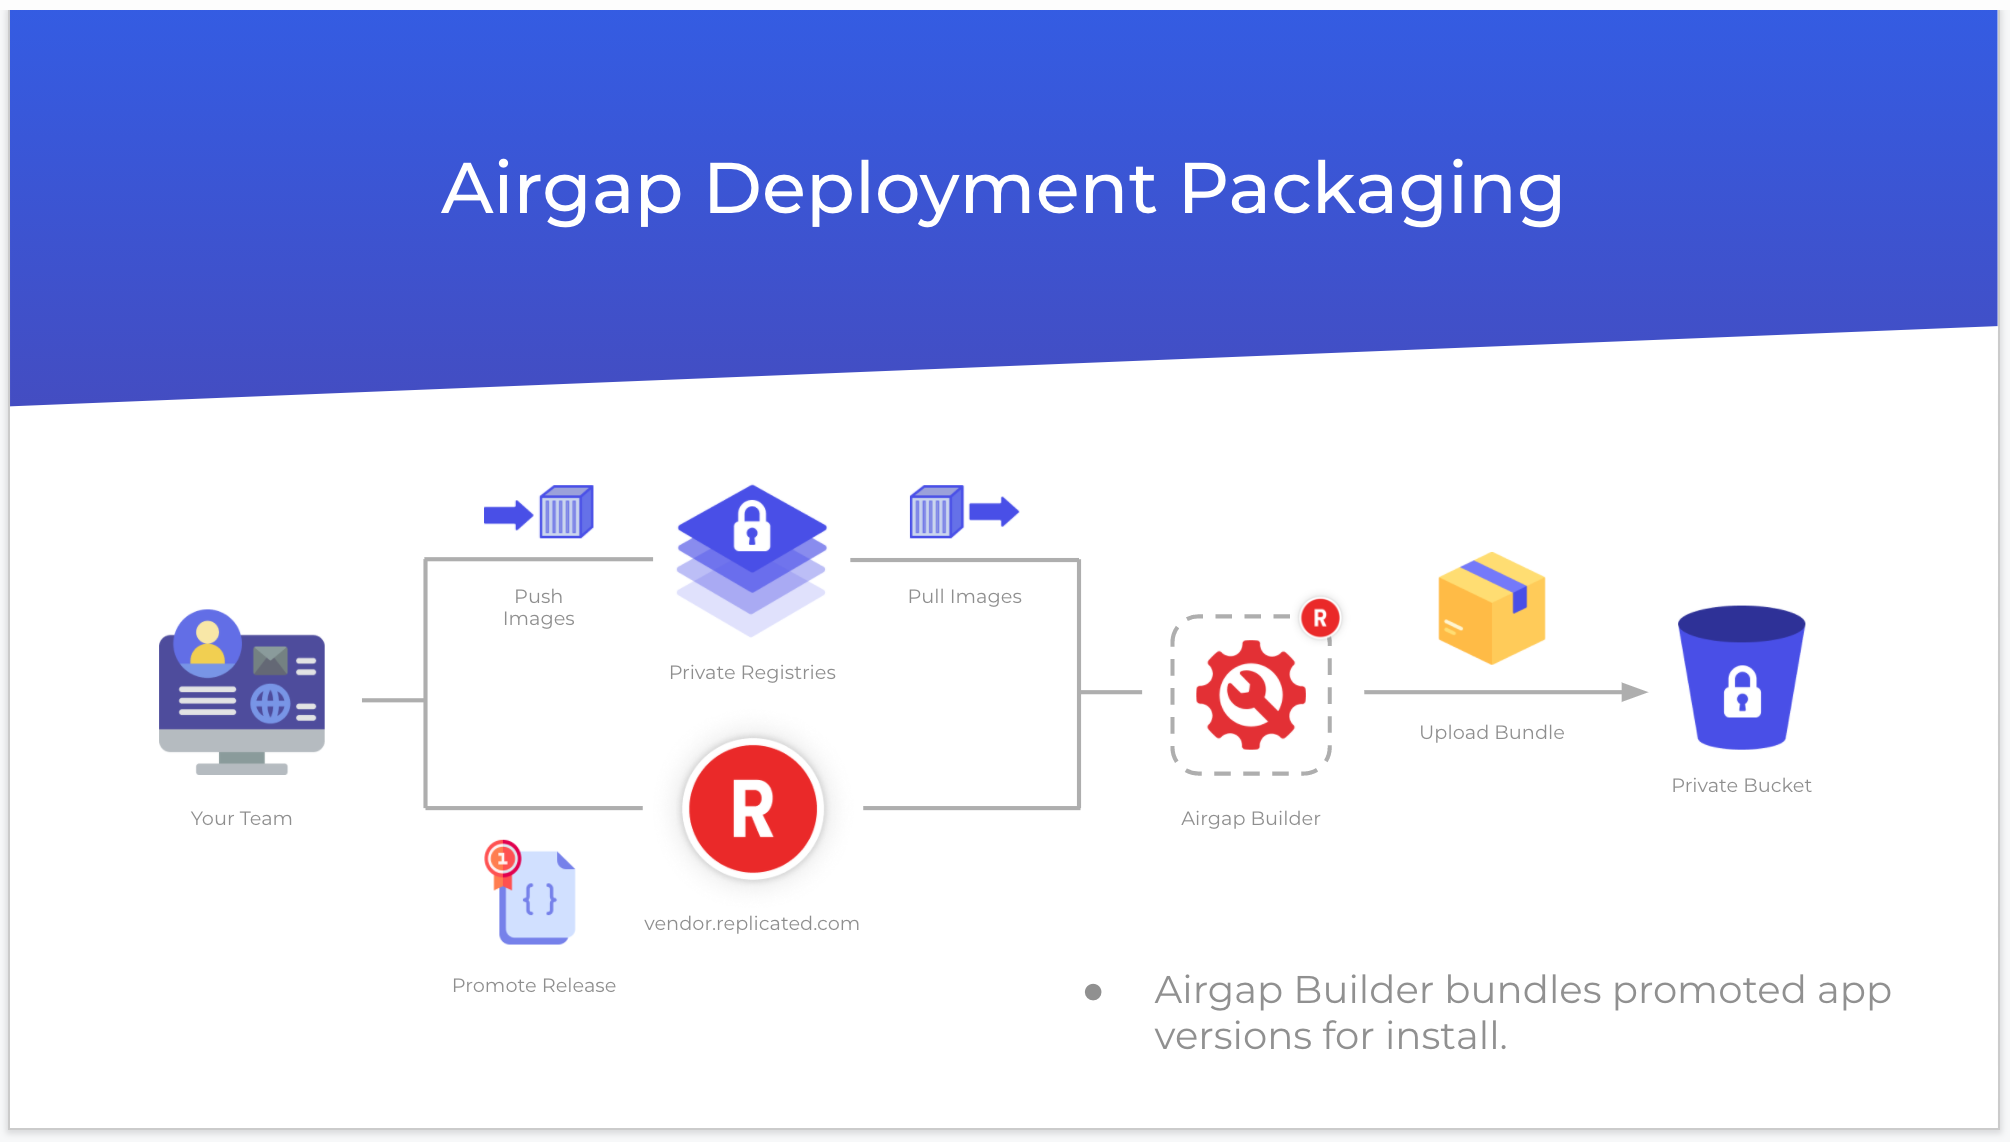 Airgap Deployment Packaging
Push
Images
Private Registries
Pull Images
R
Your Team
R
Airgap Builder
Upload Bundle
Private Bucket
1
{ }
Promote Release
vendor.replicated.com
● Airgap Builder bundles promoted app
versions for install.